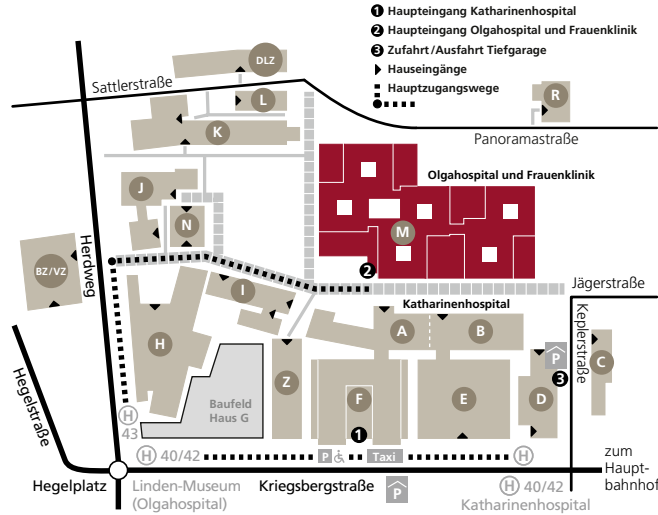 1 Haupteingang Katharinenhospital
2 Haupteingang Olgahospital und Frauenklinik
3 Zufahrt/Ausfahrt Tiefgarage
Hauseingänge
Hauptzugangswege
DLZ
Sattlerstraße
L
R
K
Panoramastraße
Olgahospital und Frauenklinik
J
N
M
Herdweg
BZ/VZ
2
I
Jägerstraße
Katharinenhospital
Keplerstraße
A
B
H
P
C
Z
3
F
E
D
Hegelstraße
Baufeld
Haus G
H
43
1
H 40/42
P
Taxi
H
zum
Haupt-
bahnhof
Hegelplatz
Linden-Museum
(Olgahospital)
Kriegsbergstraße
P
H 40/42
Katharinenhospital